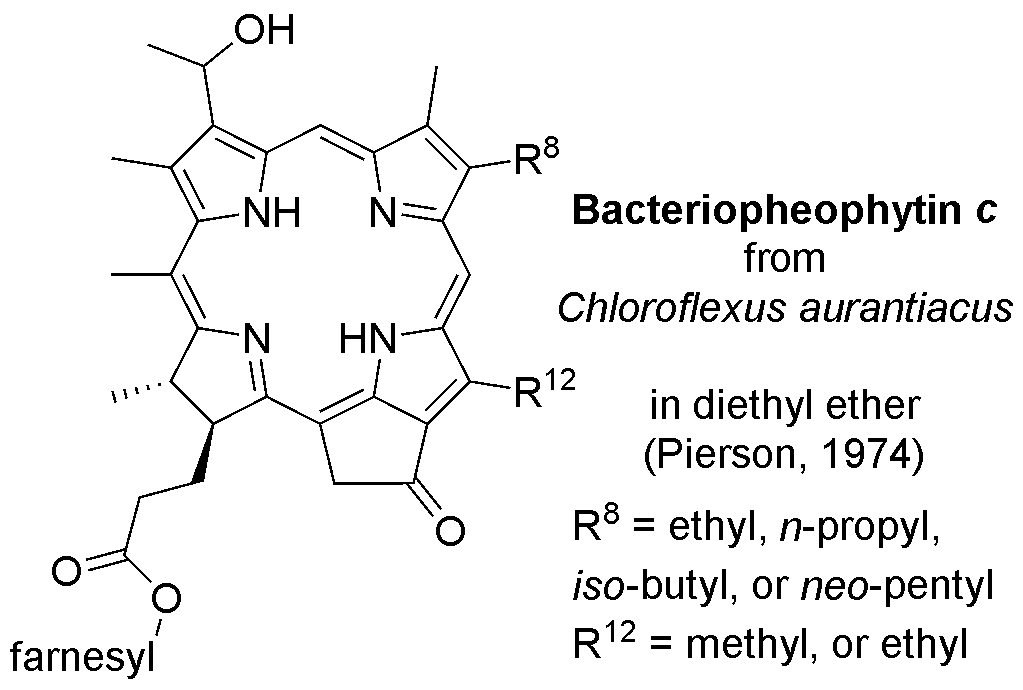 OH
R8
NH
N
Bacteriopheophytin c
from
Chloroflexus aurantiacus
N
HN
R12
in diethyl ether
(Pierson, 1974)
O
R8 = ethyl, n-propyl,
O
iso-butyl, or neo-pentyl
O
farnesyl
R12 = methyl, or ethyl